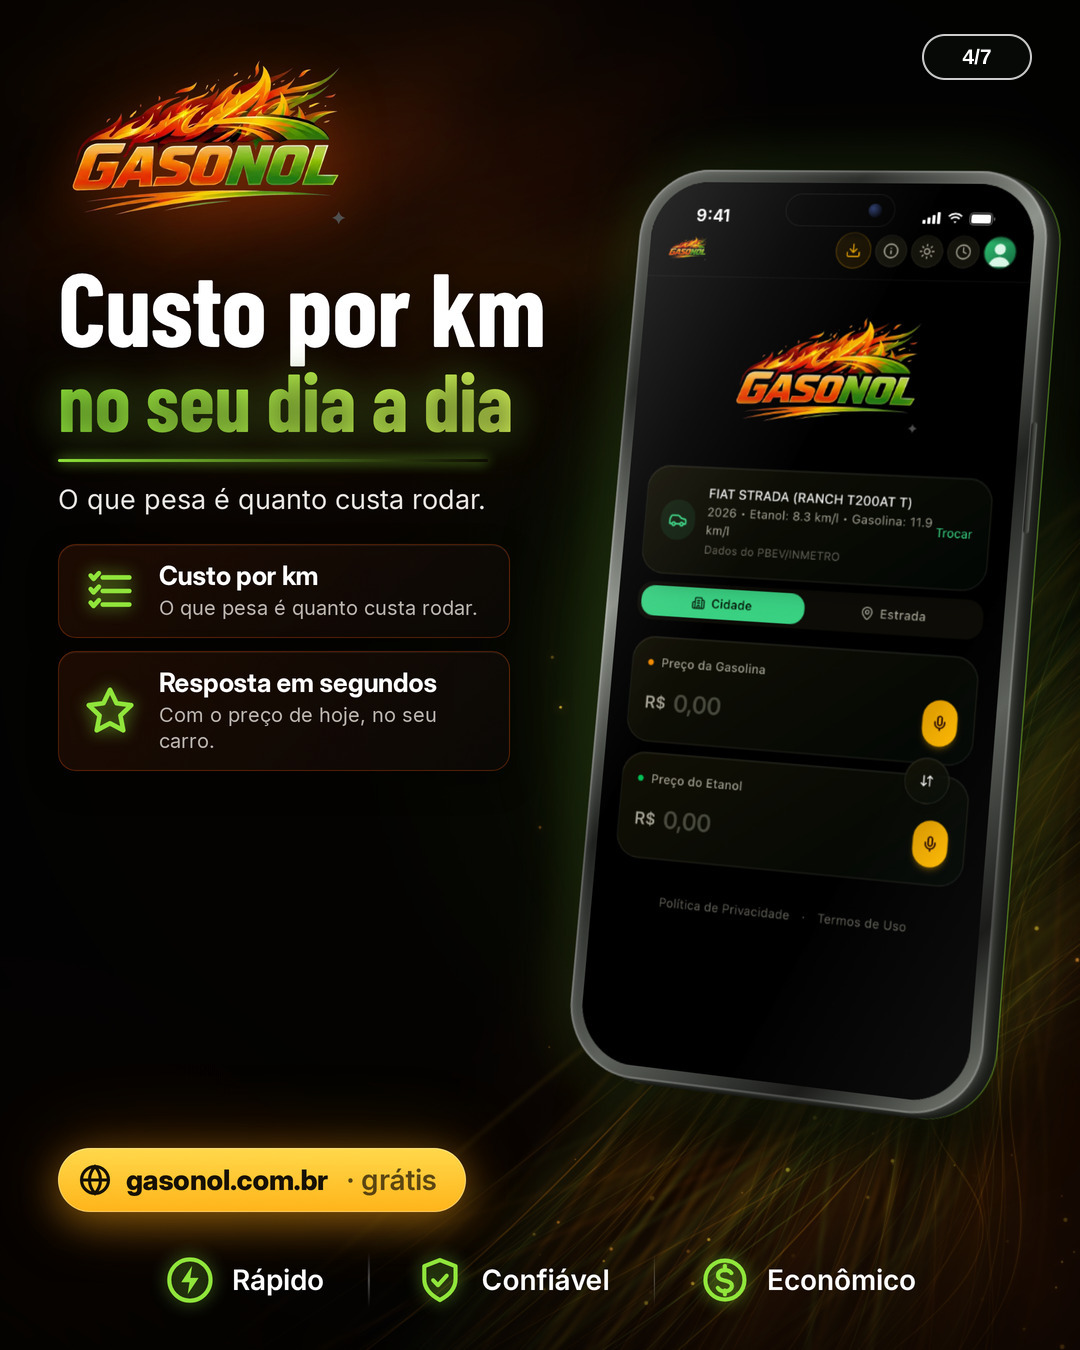 4/7
GASONOL
Custo por km
no seu dia a dia
O que pesa é quanto custa rodar.
Custo por km
O que pesa é quanto custa rodar.
Resposta em segundos
Com o preço de hoje, no seu
carro.
9:41
GASONOL
GASONOL
FIAT STRADA (RANCH T200AT T)
2026 • Etanol: 8.3 km/l • Gasolina: 11.9
km/l
Trocar
Dados do PBEV/INMETRO
Cidade
Estrada
Preço da Gasolina
R$ 0,00
Preço do Etanol
R$ 0,00
Política de Privacidade · Termos de Uso
gasonol.com.br · grátis
Rápido
Confiável
Econômico